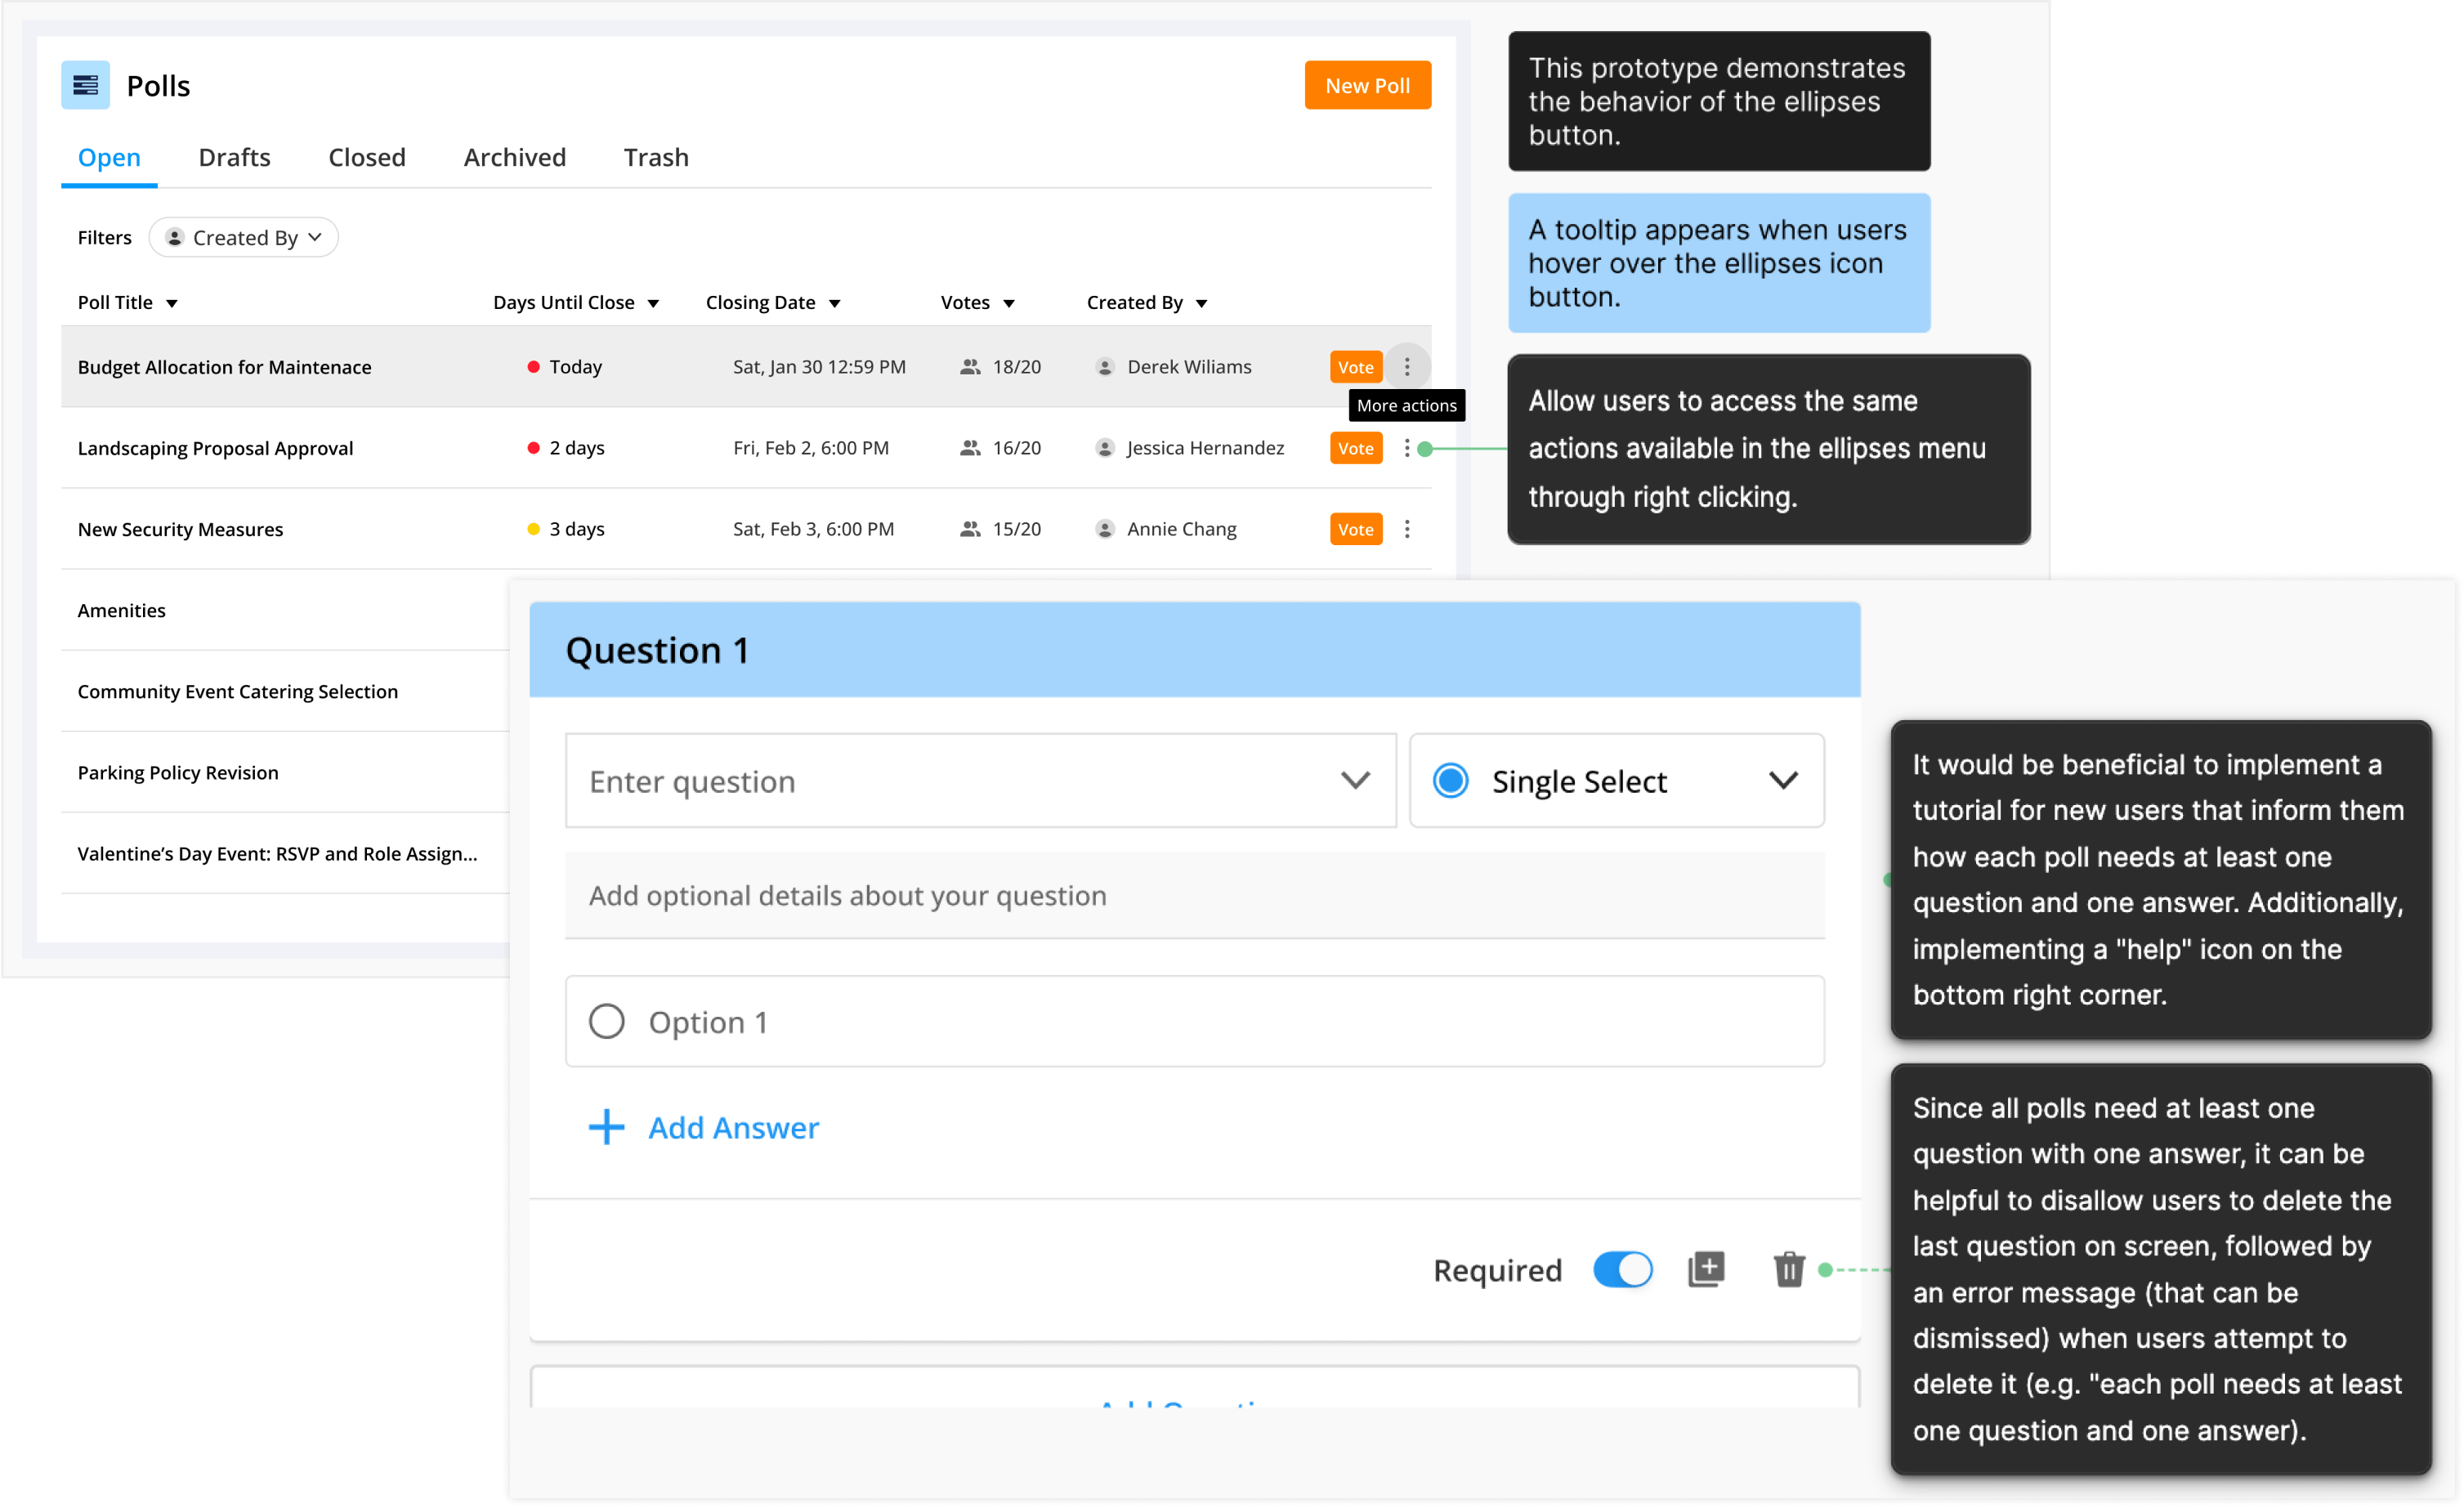 Polls
New Poll
Open Drafts Closed Archived Trash
Filters Created By
Poll Title Days Until Close Closing Date Votes Created By
Budget Allocation for Maintenace Today Sat, Jan 30 12:59 PM 18/20 Derek Wiliams Vote
More actions
Landscaping Proposal Approval 2 days Fri, Feb 2, 6:00 PM 16/20 Jessica Hernandez Vote
New Security Measures 3 days Sat, Feb 3, 6:00 PM 15/20 Annie Chang Vote
Amenities
Community Event Catering Selection
Parking Policy Revision
Valentine's Day Event: RSVP and Role Assign...
This prototype demonstrates
the behavior of the ellipses
button.
A tooltip appears when users
hover over the ellipses icon
button.
Allow users to access the same
actions available in the ellipses menu
through right clicking.
Question 1
Enter question Single Select
Add optional details about your question
Option 1
Add Answer
Required
It would be beneficial to implement a
tutorial for new users that inform them
how each poll needs at least one
question and one answer. Additionally,
implementing a "help" icon on the
bottom right corner.
Since all polls need at least one
question with one answer, it can be
helpful to disallow users to delete the
last question on screen, followed by
an error message (that can be
dismissed) when users attempt to
delete it (e.g. "each poll needs at least
one question and one answer).